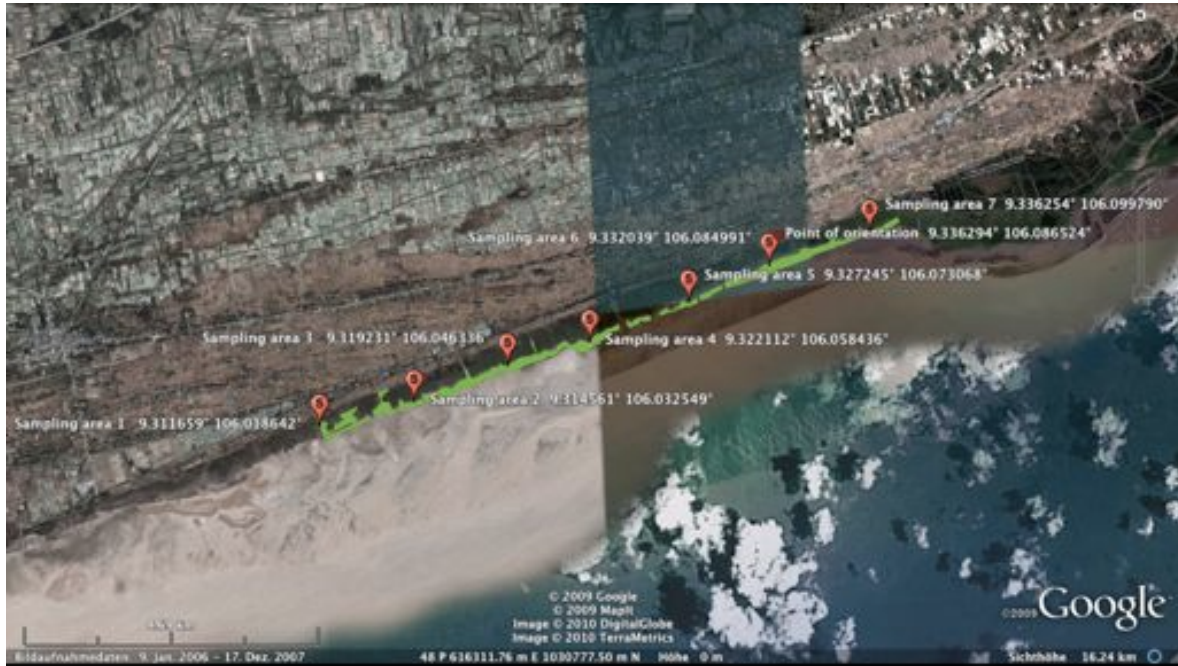 N
Sampling area 7 9.336254° 106.099790°
Sampling area 6 9.332039° 106.084991°
Point of orientation 9.336294° 106.086524°
Sampling area 5 9.327245° 106.073068°
Sampling area 3 9.319231° 106.046336°
Sampling area 4 9.322112° 106.058436°
Sampling area 2 9.314561° 106.032549°
Sampling area 1 9.311659° 106.018642°
© 2009 Google
© 2009 MapIt
Image © 2010 DigitalGlobe
Image © 2010 TerraMetrics
©2009 Google
km
Bildaufnahmedaten 9. Jan. 2006 - 17. Dez. 2007
48 P 616311.76 m E 1030777.50 m N Höhe 0 m
Sichthöhe 16.24 km